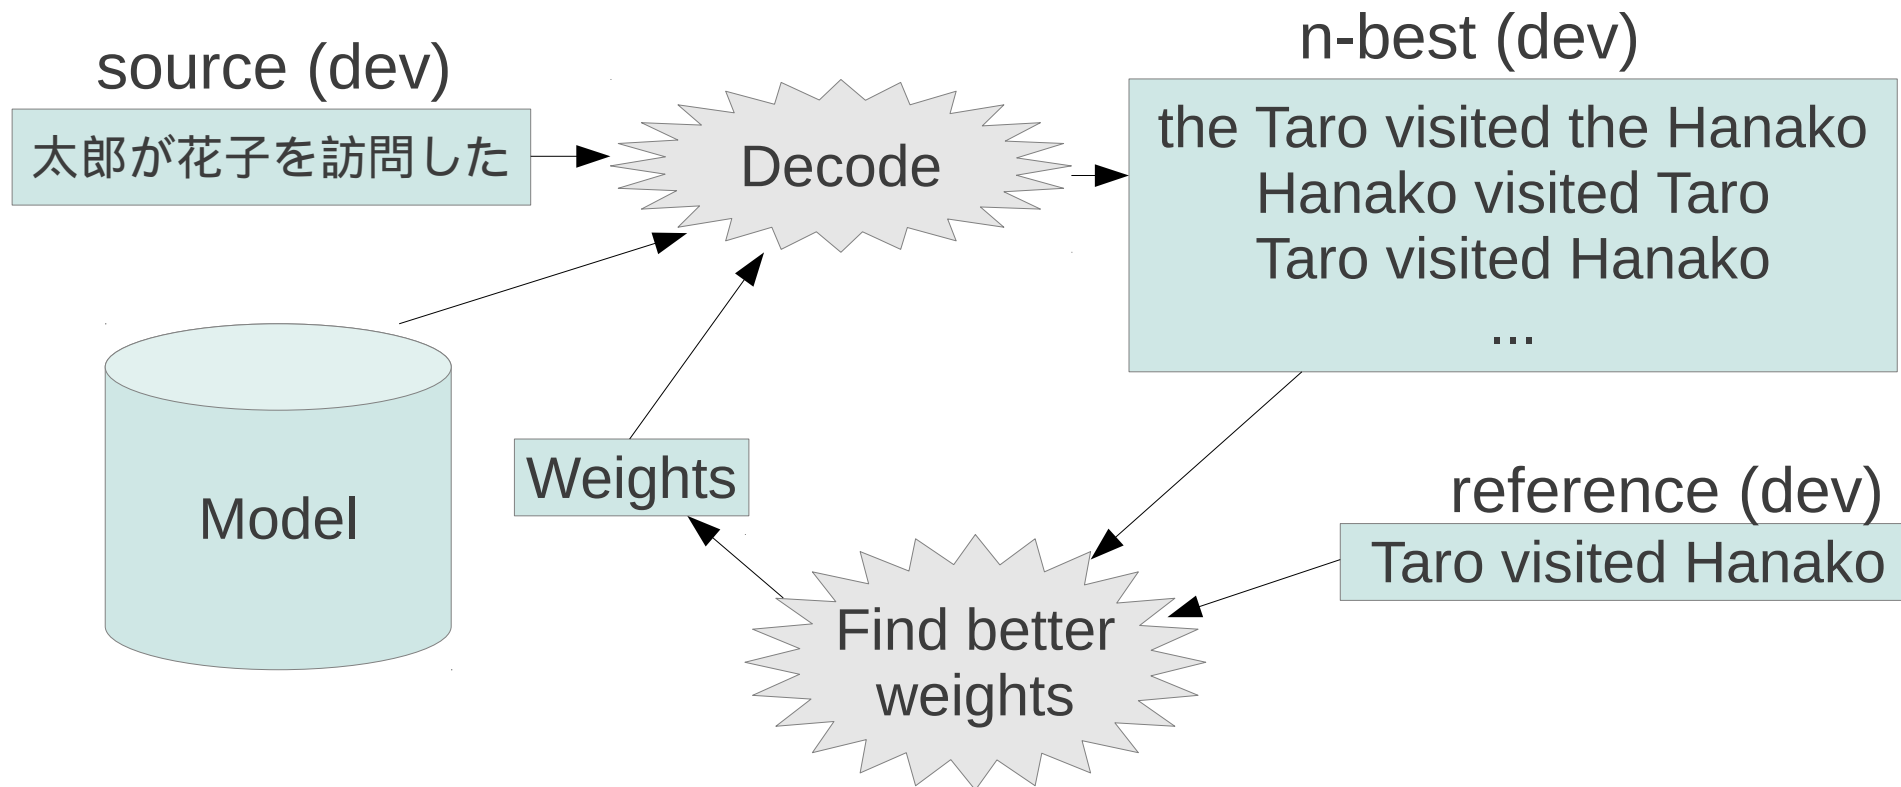 source (dev)
太郎が花子を訪問した
Decode
n-best (dev)
the Taro visited the Hanako
Hanako visited Taro
Taro visited Hanako
...
Model
Weights
reference (dev)
Taro visited Hanako
Find better
weights